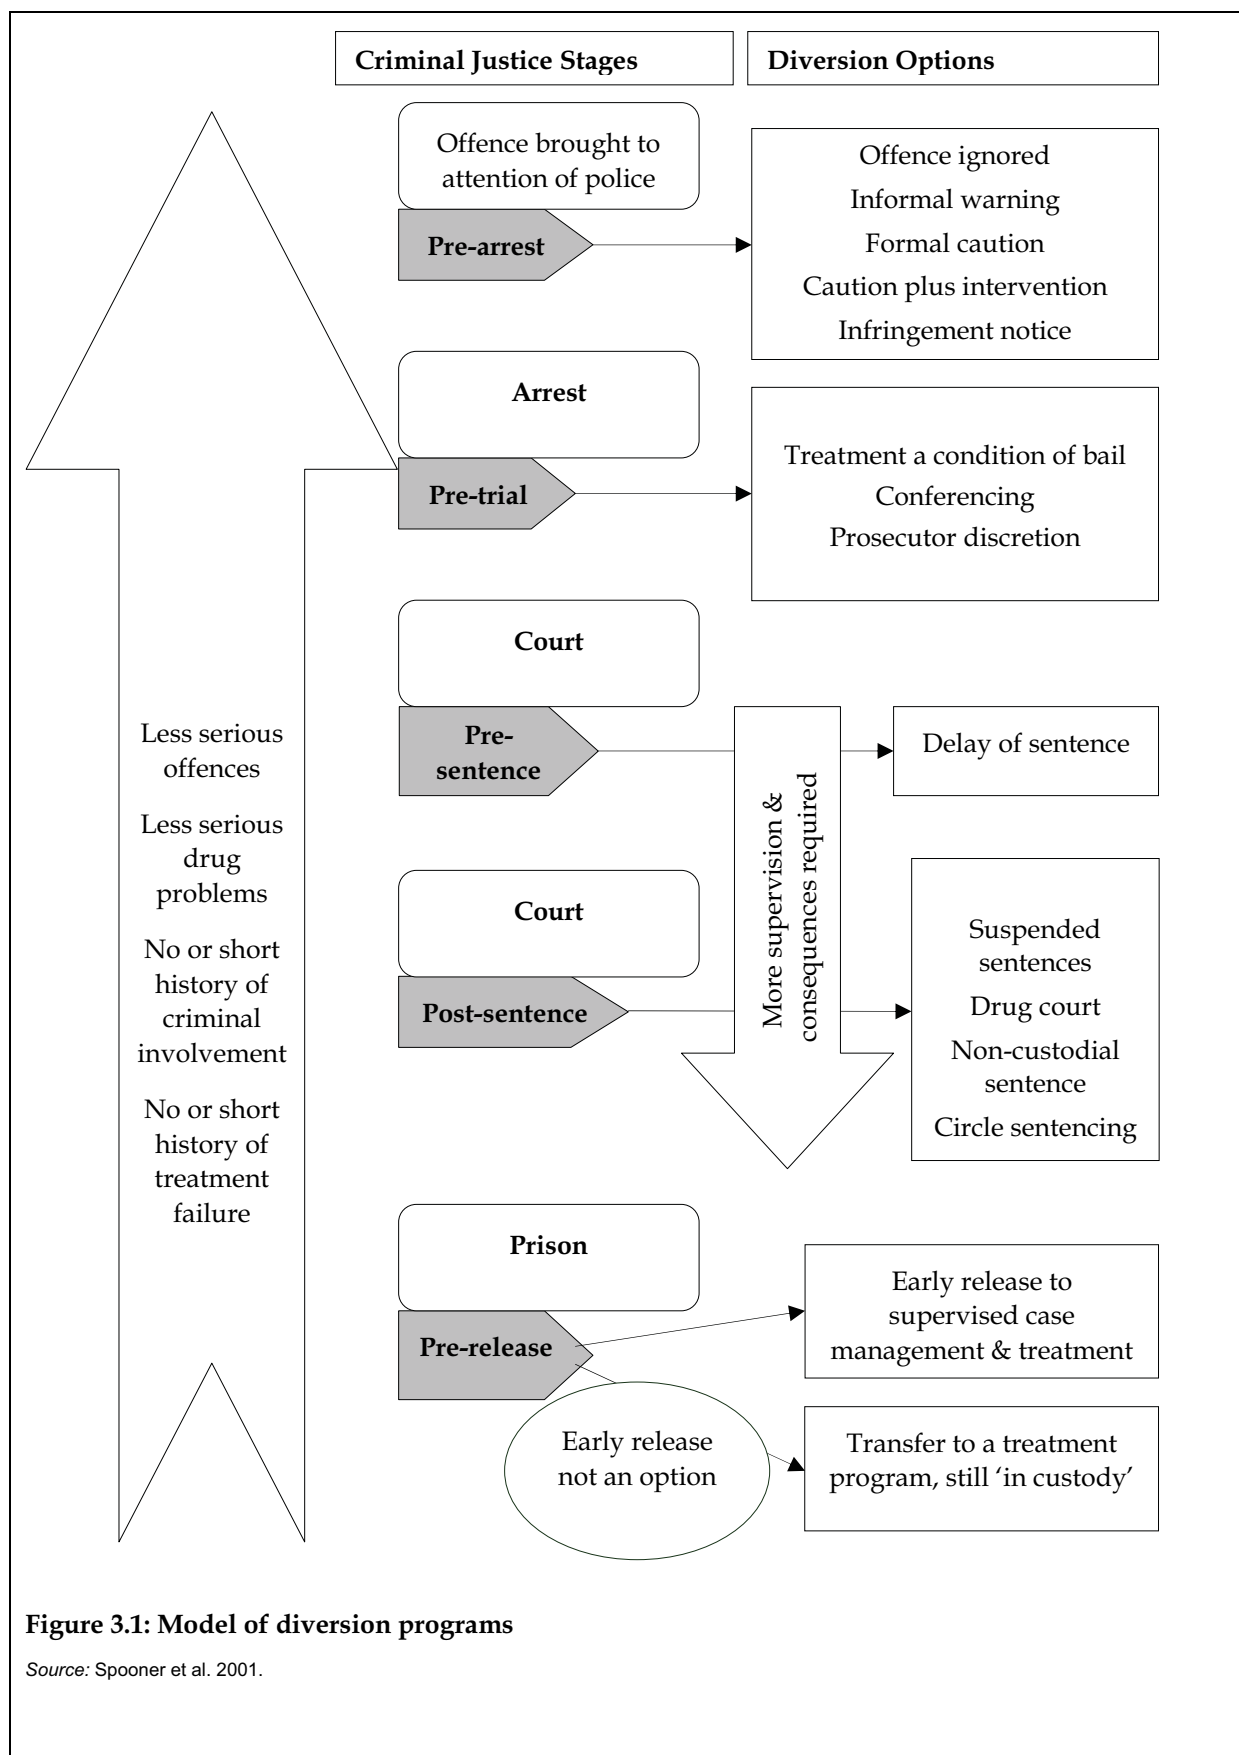 Criminal Justice Stages
Diversion Options
Offence brought to
attention of police
Pre-arrest
Offence ignored
Informal warning
Formal caution
Caution plus intervention
Infringement notice
Arrest
Pre-trial
Treatment a condition of bail
Conferencing
Prosecutor discretion
Court
Pre-
sentence
Delay of sentence
More supervision &
consequences required
Court
Post-sentence
Suspended
sentences
Drug court
Non-custodial
sentence
Circle sentencing
Less serious
offences
Less serious
drug
problems
No or short
history of
criminal
involvement
No or short
history of
treatment
failure
Prison
Pre-release
Early release to
supervised case
management & treatment
Early release
not an option
Transfer to a treatment
program, still ‘in custody’
Figure 3.1: Model of diversion programs
Source: Spooner et al. 2001.